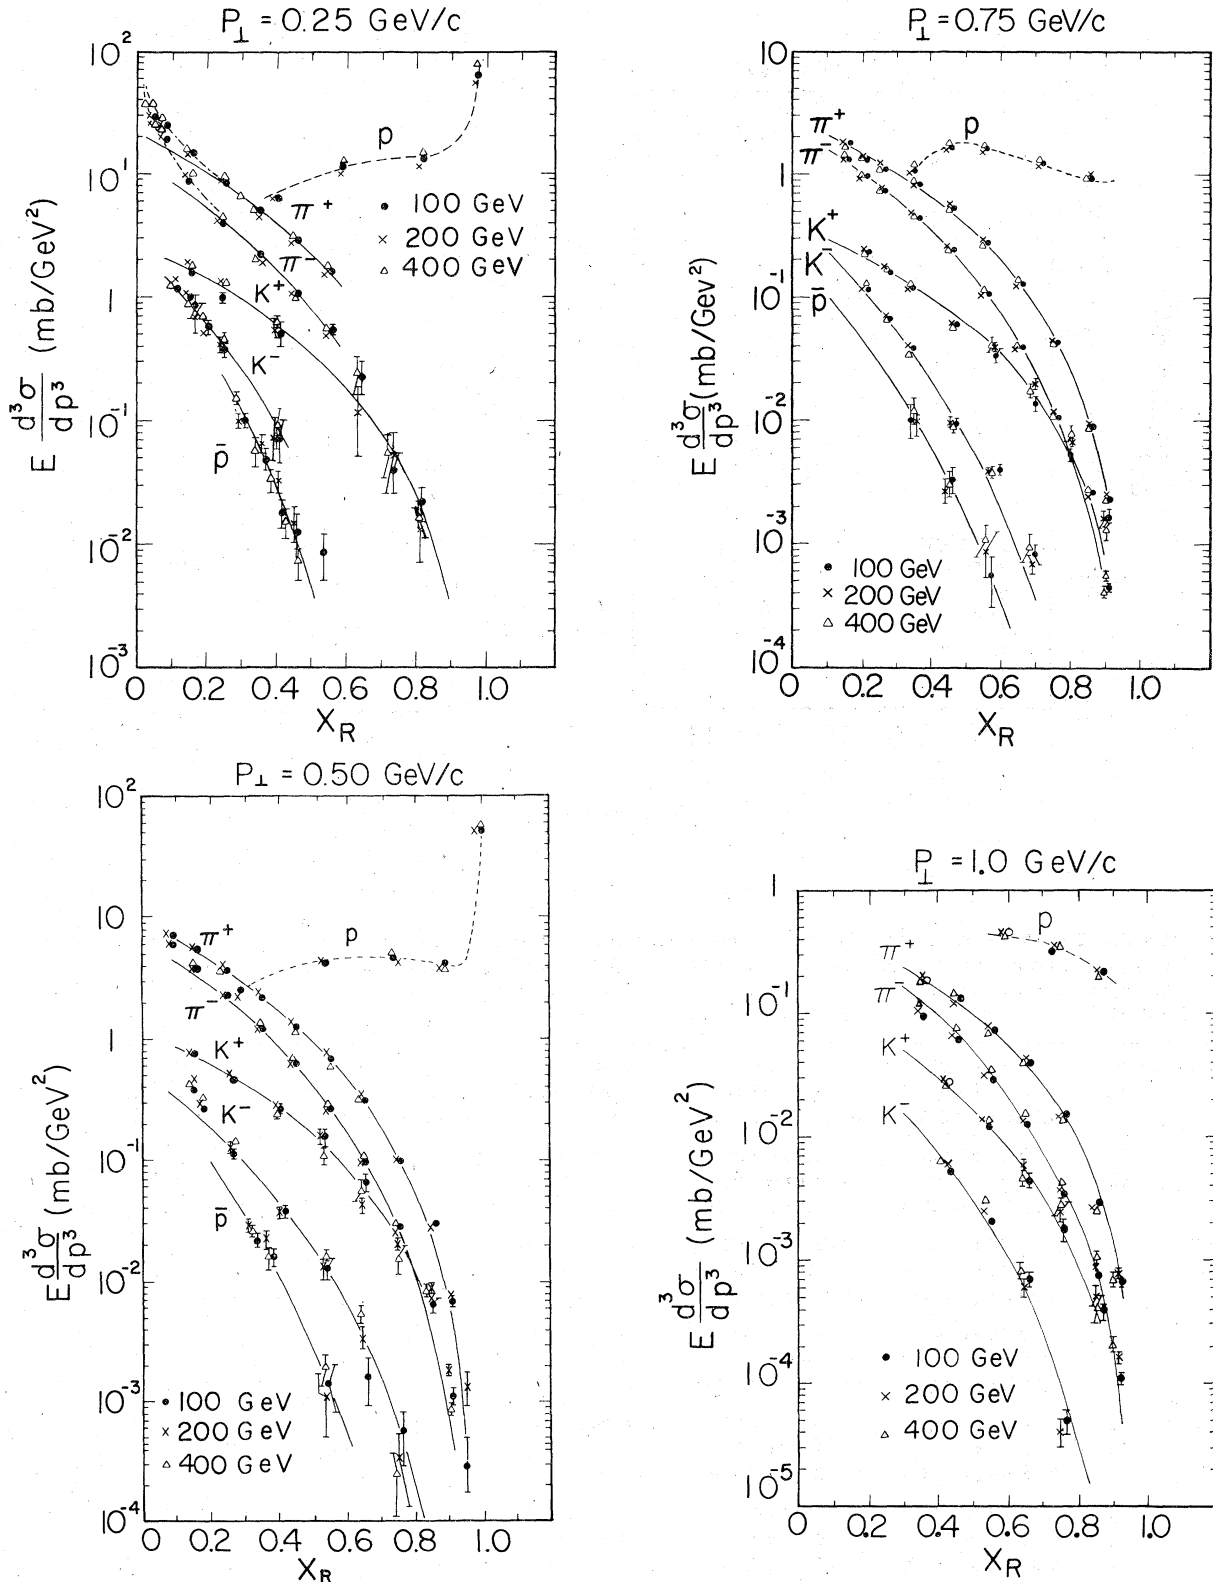 P⊥ = 0.25 GeV/c
E d³σ/dp³ (mb/GeV²)
10²
10
1
10⁻¹
10⁻²
10⁻³
p
π⁺
π⁻
K⁺
K⁻
p̄
100 GeV
200 GeV
400 GeV
0 0.2 0.4 0.6 0.8 1.0
X_R
P⊥ = 0.75 GeV/c
E d³σ/dp³ (mb/Gev²)
10
1
10⁻¹
10⁻²
10⁻³
10⁻⁴
π⁺
p
π⁻
K⁺
K⁻
p̄
100 GeV
200 GeV
400 GeV
0 0.2 0.4 0.6 0.8 1.0
X_R
P⊥ = 0.50 GeV/c
E d³σ/dp³ (mb/GeV²)
10²
10
1
10⁻¹
10⁻²
10⁻³
10⁻⁴
π⁺
p
π⁻
K⁺
K⁻
p̄
100 GeV
200 GeV
400 GeV
0 0.2 0.4 0.6 0.8 1.0
X_R
P⊥ = 1.0 GeV/c
E d³σ/dp³ (mb/GeV²)
1
10⁻¹
10⁻²
10⁻³
10⁻⁴
10⁻⁵
p
π⁺
π⁻
K⁺
K⁻
100 GeV
200 GeV
400 GeV
0 0.2 0.4 0.6 0.8 1.0
X_R